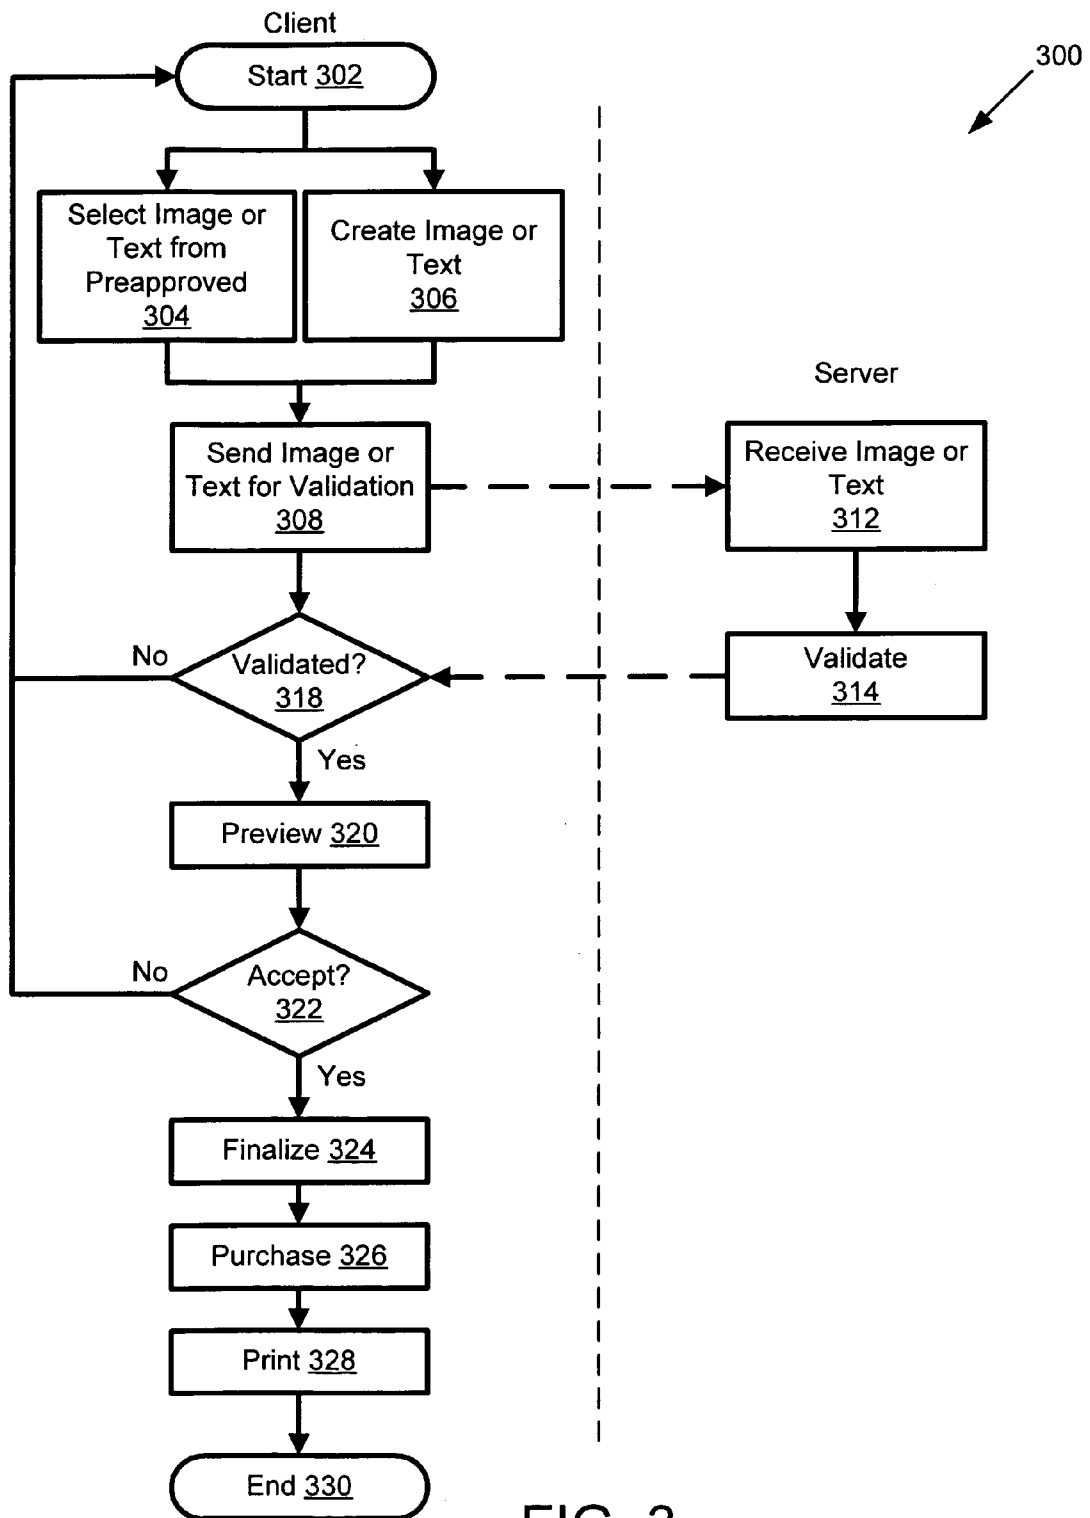 Client
Start 302
300
Select Image or
Text from
Preapproved
304
Create Image or
Text
306
Server
Send Image or
Text for Validation
308
Receive Image or
Text
312
No
Validated?
318
Validate
314
Yes
Preview 320
No
Accept?
322
Yes
Finalize 324
Purchase 326
Print 328
End 330
FIG. 3